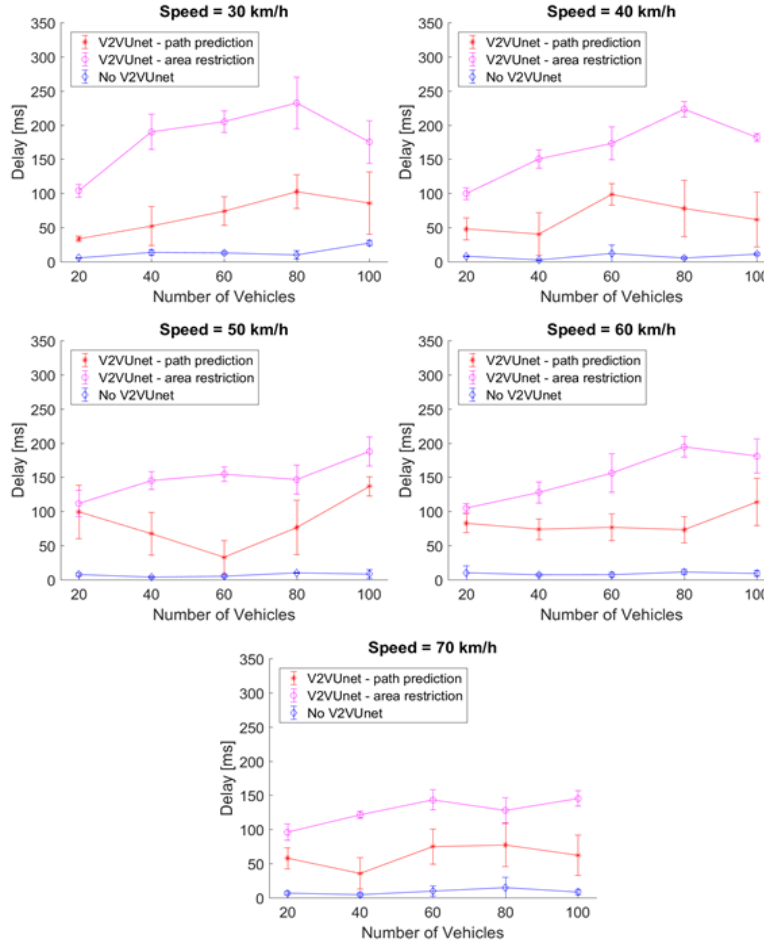 Speed = 30 km/h
350
300
250
200
150
100
50
0
Delay [ms]
V2VUnet - path prediction
V2VUnet - area restriction
No V2VUnet
20 40 60 80 100
Number of Vehicles
Speed = 40 km/h
350
300
250
200
150
100
50
0
Delay [ms]
V2VUnet - path prediction
V2VUnet - area restriction
No V2VUnet
20 40 60 80 100
Number of Vehicles
Speed = 50 km/h
350
300
250
200
150
100
50
0
Delay [ms]
V2VUnet - path prediction
V2VUnet - area restriction
No V2VUnet
20 40 60 80 100
Number of Vehicles
Speed = 60 km/h
350
300
250
200
150
100
50
0
Delay [ms]
V2VUnet - path prediction
V2VUnet - area restriction
No V2VUnet
20 40 60 80 100
Number of Vehicles
Speed = 70 km/h
350
300
250
200
150
100
50
0
Delay [ms]
V2VUnet - path prediction
V2VUnet - area restriction
No V2VUnet
20 40 60 80 100
Number of Vehicles